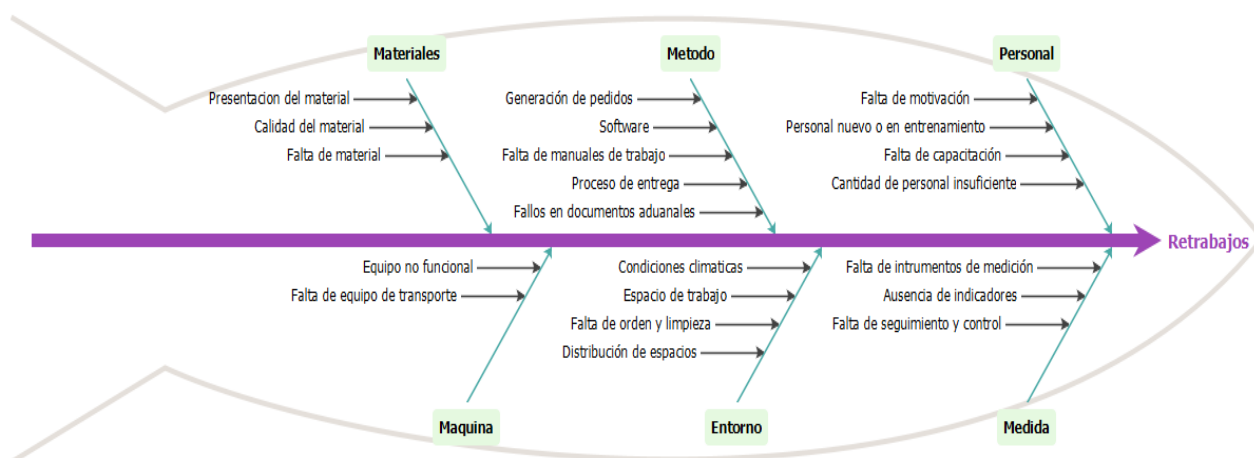 Materiales
Metodo
Personal
Presentacion del material
Calidad del material
Falta de material
Generación de pedidos
Software
Falta de manuales de trabajo
Proceso de entrega
Fallos en documentos aduanales
Falta de motivación
Personal nuevo o en entrenamiento
Falta de capacitación
Cantidad de personal insuficiente
Retrabajos
Equipo no funcional
Falta de equipo de transporte
Condiciones climaticas
Espacio de trabajo
Falta de orden y limpieza
Distribución de espacios
Falta de intrumentos de medición
Ausencia de indicadores
Falta de seguimiento y control
Maquina
Entorno
Medida